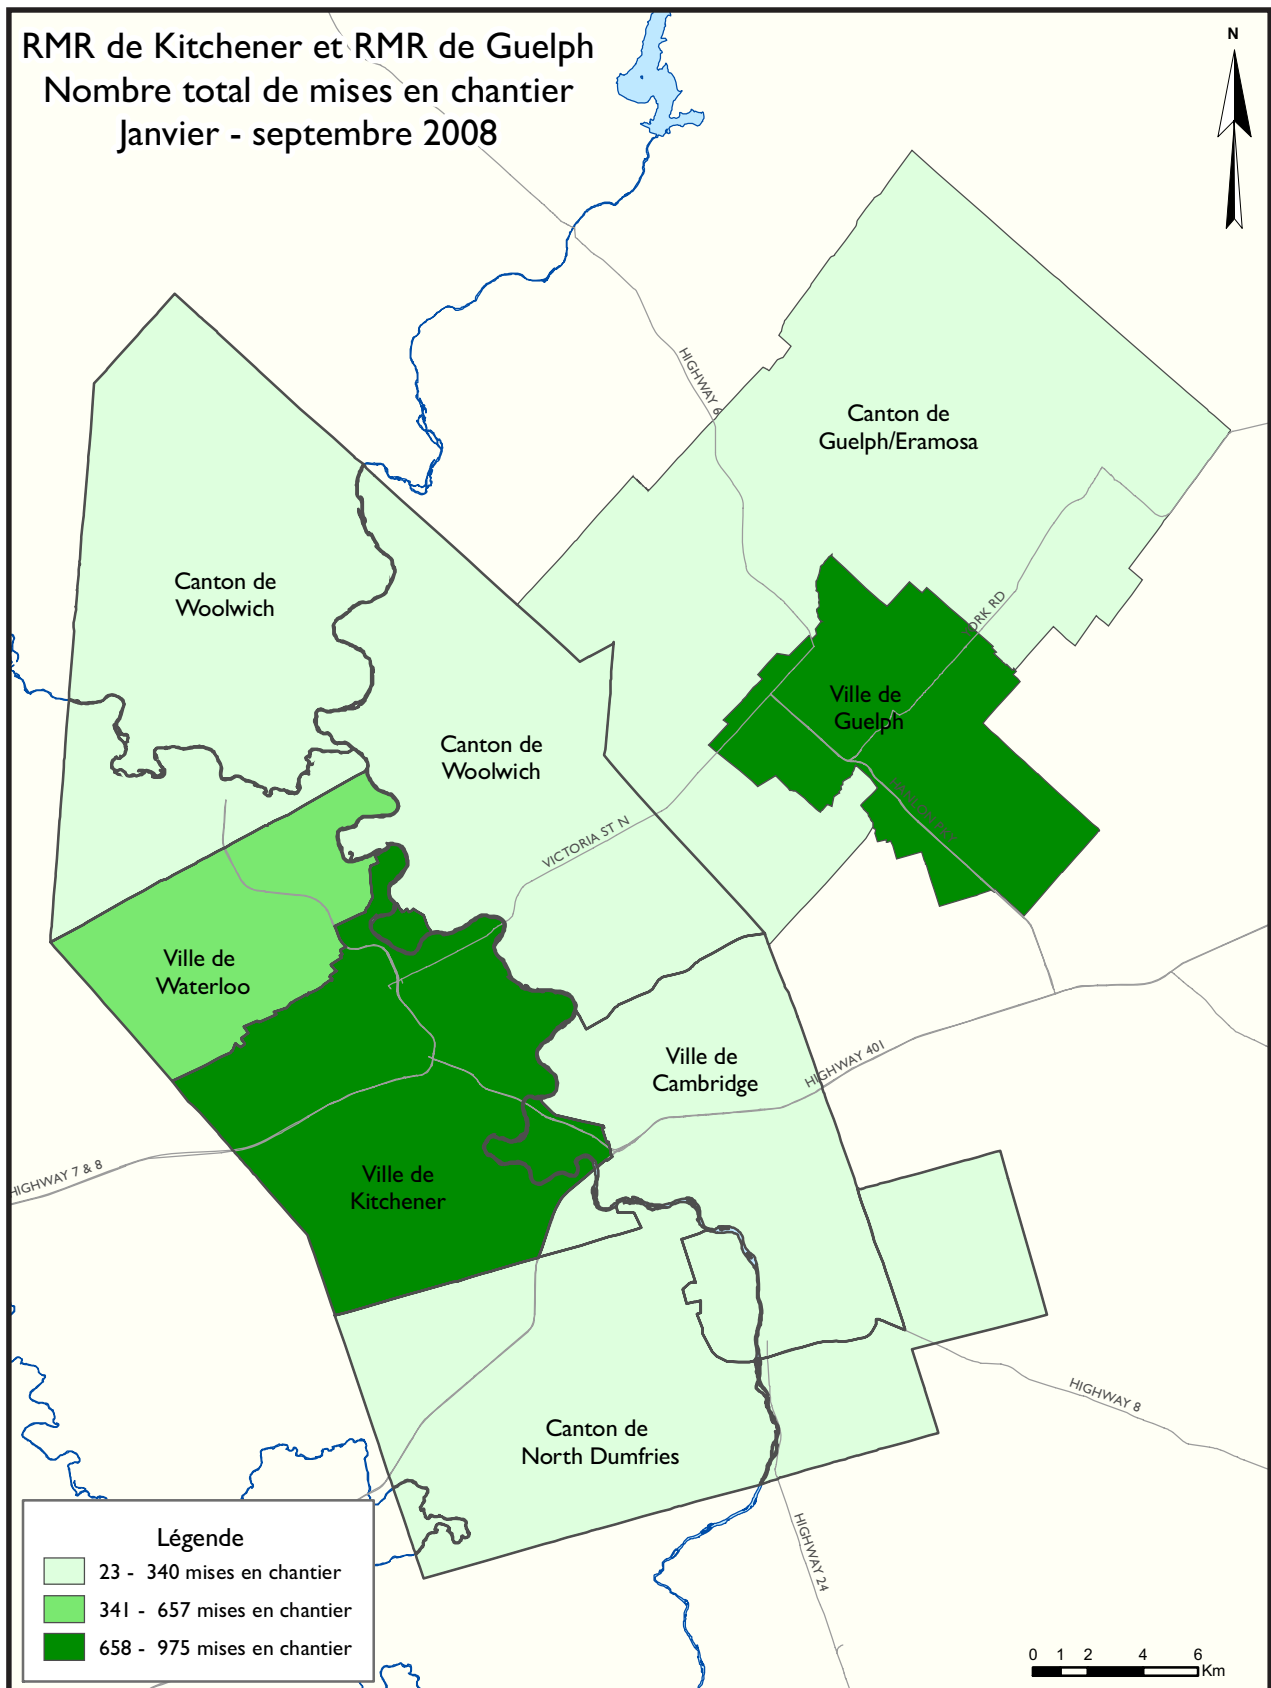 RMR de Kitchener et RMR de Guelph
Nombre total de mises en chantier
Janvier - septembre 2008
N
HIGHWAY 6
Canton de
Guelph/Eramosa
Canton de
Woolwich
YORK RD
Ville de
Guelph
Canton de
Woolwich
VICTORIA ST N
Ville de
Waterloo
Ville de
Cambridge
HIGHWAY 401
HIGHWAY 7 & 8
Ville de
Kitchener
HIGHWAY 8
Canton de
North Dumfries
HIGHWAY 24
Légende
23 - 340 mises en chantier
341 - 657 mises en chantier
658 - 975 mises en chantier
0 1 2 4 6
Km